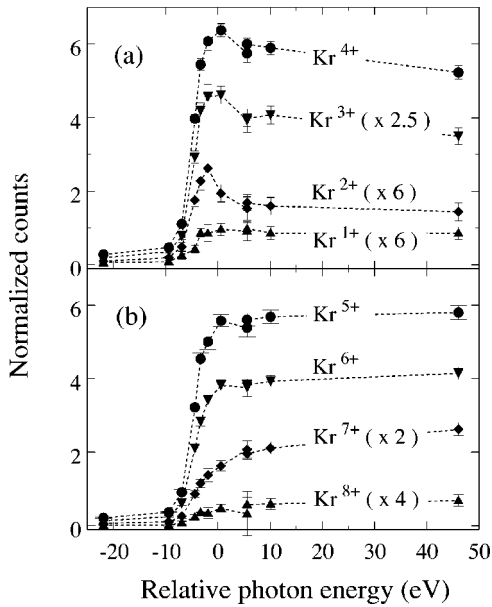 Normalized counts
6
4
2
0
(a)
Kr 4+
Kr 3+ ( x 2.5)
Kr 2+ ( x 6)
Kr 1+ ( x 6)
6
4
2
0
(b)
Kr 5+
Kr 6+
Kr 7+ ( x 2)
Kr 8+ ( x 4)
-20 -10 0 10 20 30 40 50
Relative photon energy (eV)